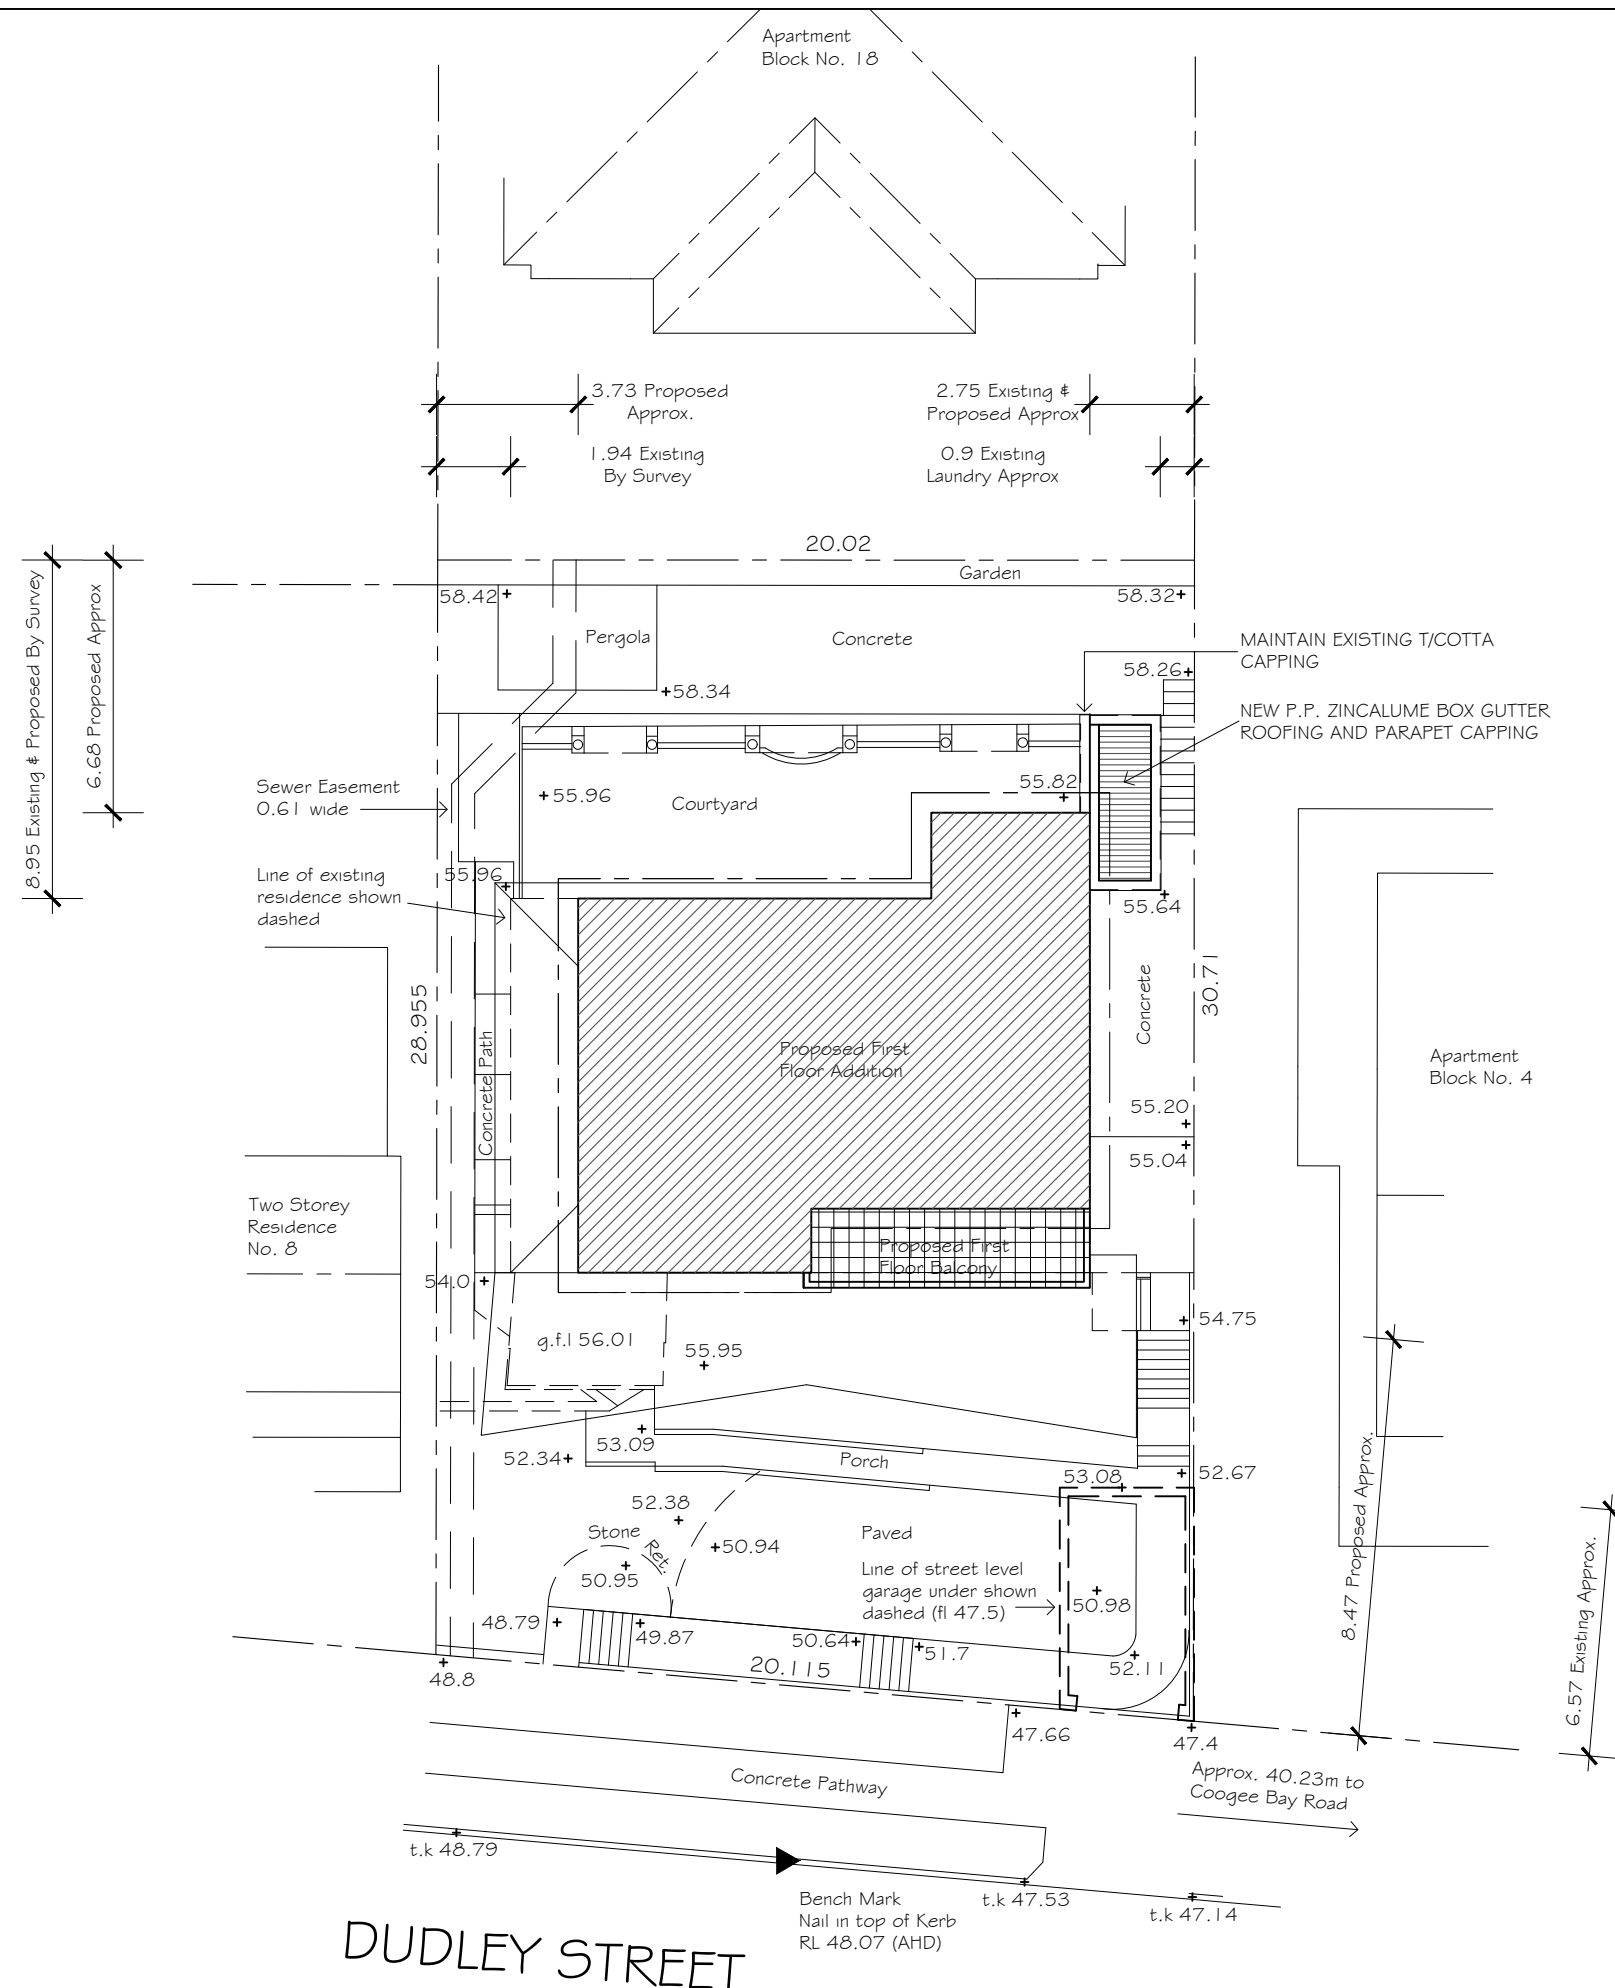 Apartment
Block No. 18
3.73 Proposed
Approx.
2.75 Existing &
Proposed Approx
1.94 Existing
By Survey
0.9 Existing
Laundry Approx
20.02
Garden
8.95 Existing & Proposed By Survey
6.68 Proposed Approx
58.42
58.32
Pergola
Concrete
MAINTAIN EXISTING T/COTTA
CAPPING
58.26
58.34
NEW P.P. ZINCALUME BOX GUTTER
ROOFING AND PARAPET CAPPING
Sewer Easement
0.61 wide
55.96
Courtyard
55.82
Line of existing
residence shown
dashed
55.96
55.64
28.955
Concrete Path
Concrete
30.71
Proposed First
Floor Addition
Apartment
Block No. 4
55.20
55.04
Two Storey
Residence
No. 8
Proposed First
Floor Balcony
54.0
54.75
g.f.l 56.01
55.95
53.09
52.34
Porch
53.08
52.67
52.38
Stone
Ret.
50.94
50.95
Paved
Line of street level
garage under shown
dashed (fl 47.5)
50.98
8.47 Proposed Approx.
6.57 Existing Approx.
48.79
49.87
50.64
51.7
52.11
20.115
48.8
47.66
47.4
Concrete Pathway
Approx. 40.23m to
Coogee Bay Road
t.k 48.79
Bench Mark
Nail in top of Kerb
RL 48.07 (AHD)
t.k 47.53
t.k 47.14
DUDLEY STREET